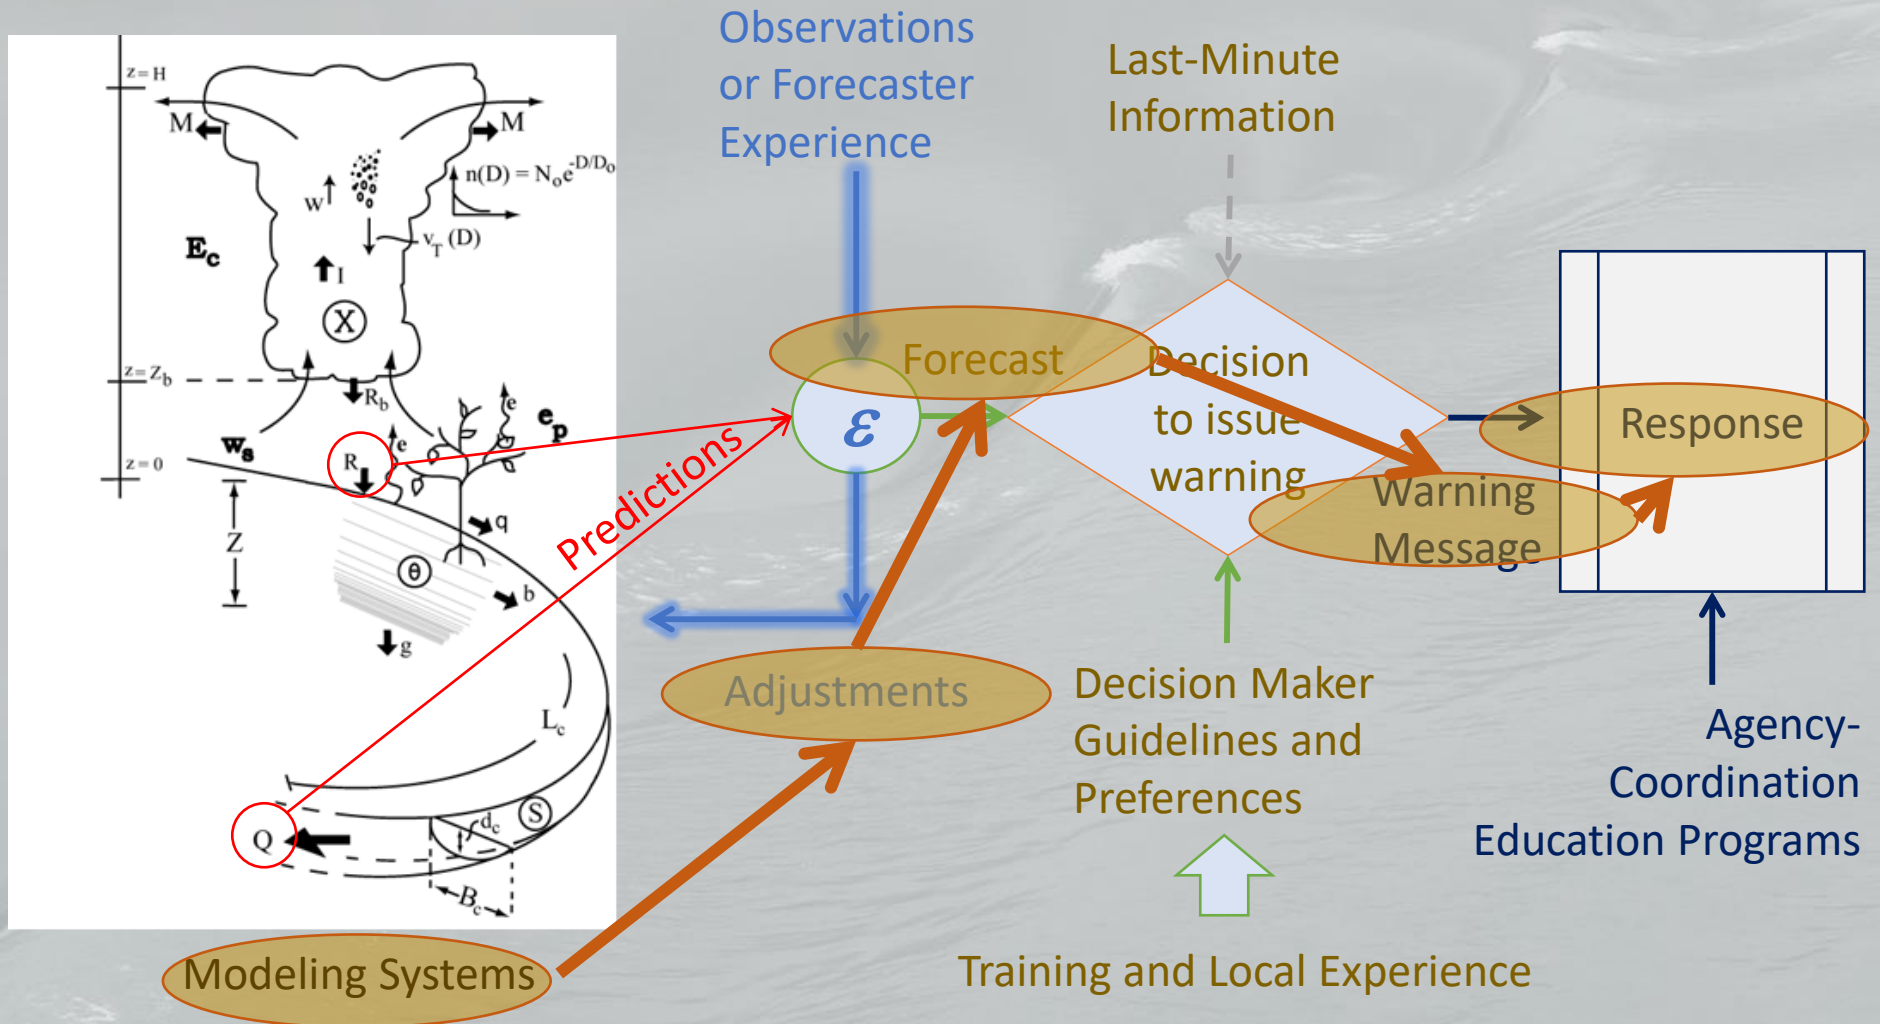 z = H
M
M
n(D) = Nₒe^-D/Dₒ
w
v_T (D)
E_c
I
X
z = Z_b
R_b
e
e_p
w_s
e
R
z = 0
Z
q
θ
b
g
L_c
S
d_c
Q
B_c
Modeling Systems
Predictions
Observations
or Forecaster
Experience
ε
Adjustments
Forecast
Last-Minute
Information
Decision
to issue
warning
Decision Maker
Guidelines and
Preferences
Training and Local Experience
Warning
Message
Response
Agency-
Coordination
Education Programs